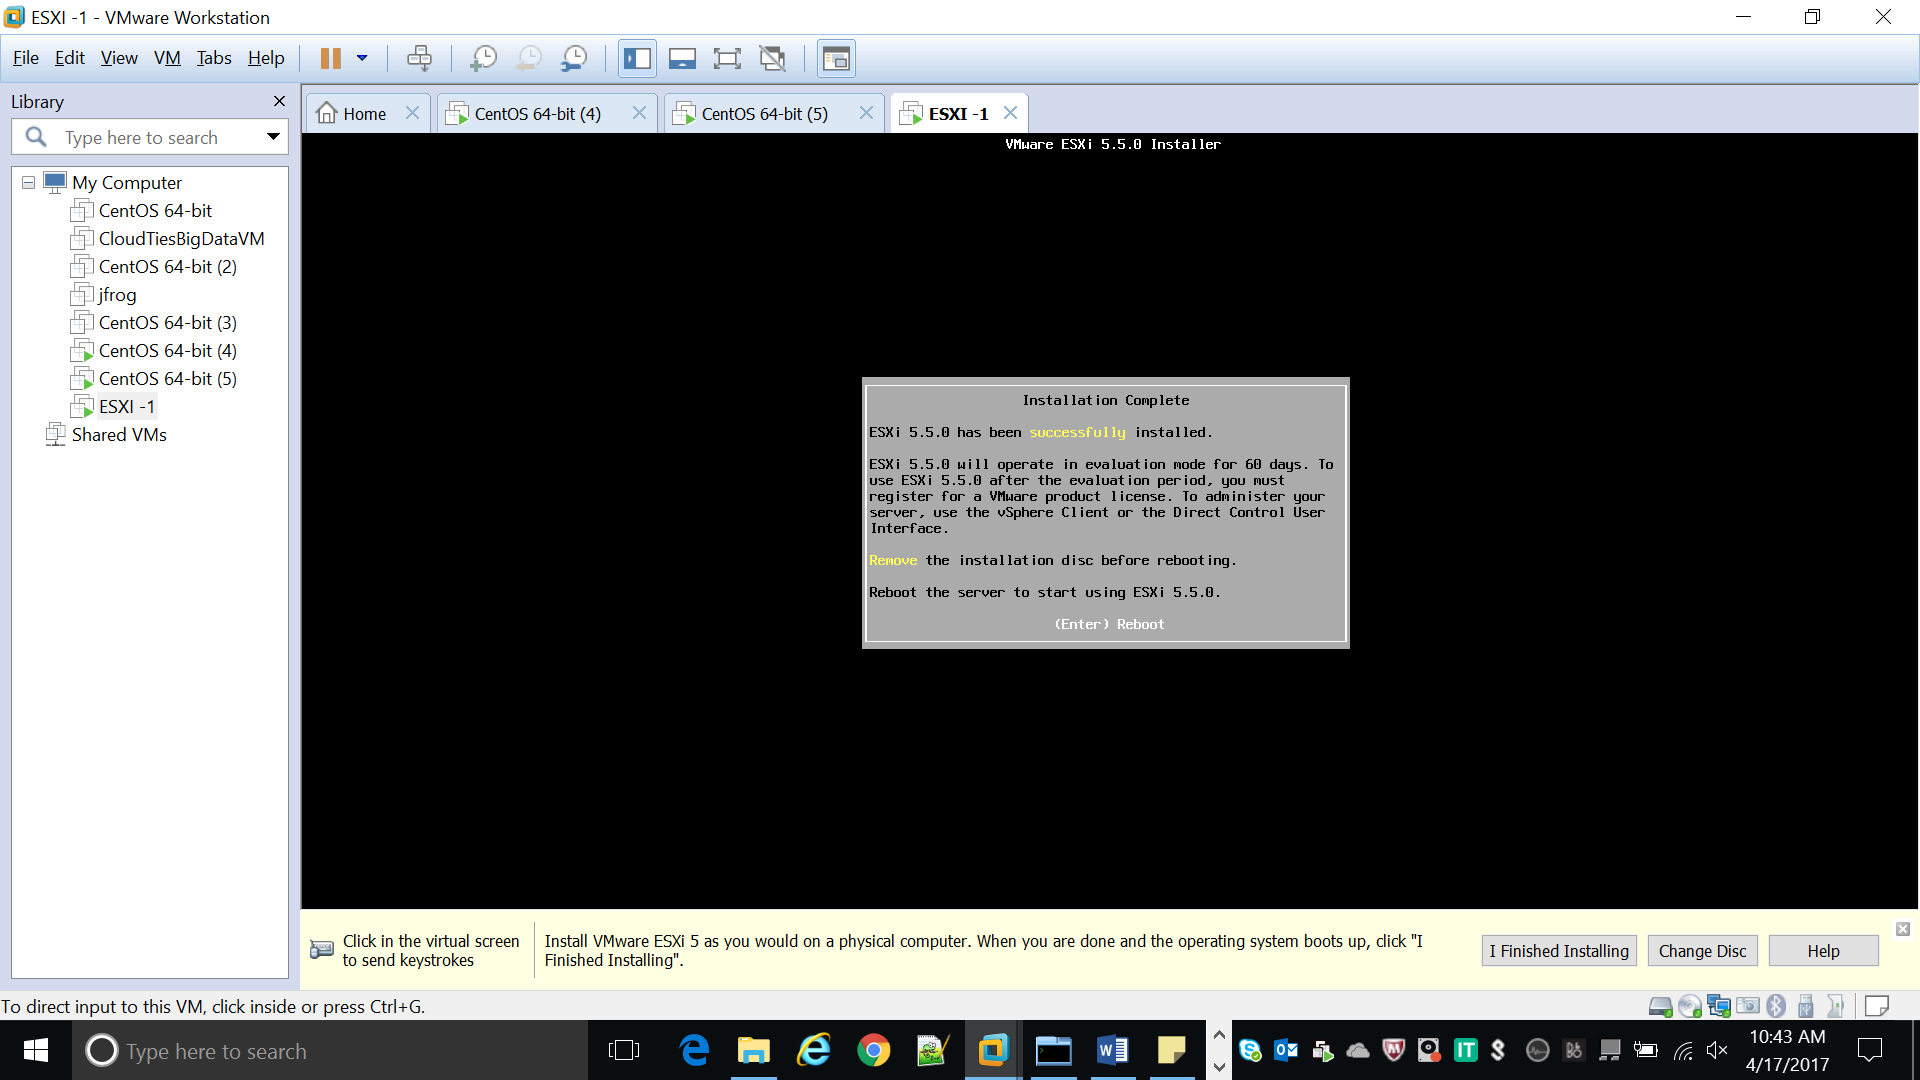 ESXI -1 - VMware Workstation
File Edit View VM Tabs Help
Library
Type here to search
My Computer
CentOS 64-bit
CloudTiesBigDataVM
CentOS 64-bit (2)
jfrog
CentOS 64-bit (3)
CentOS 64-bit (4)
CentOS 64-bit (5)
ESXI -1
Shared VMs
Home CentOS 64-bit (4) CentOS 64-bit (5) ESXI -1
VMware ESXi 5.5.0 Installer
Installation Complete
ESXi 5.5.0 has been successfully installed.
ESXi 5.5.0 will operate in evaluation mode for 60 days. To
use ESXi 5.5.0 after the evaluation period, you must
register for a VMware product license. To administer your
server, use the vSphere Client or the Direct Control User
Interface.
Remove the installation disc before rebooting.
Reboot the server to start using ESXi 5.5.0.
(Enter) Reboot
Click in the virtual screen
to send keystrokes
Install VMware ESXi 5 as you would on a physical computer. When you are done and the operating system boots up, click "I
Finished Installing".
I Finished Installing Change Disc Help
To direct input to this VM, click inside or press Ctrl+G.
Type here to search
10:43 AM
4/17/2017